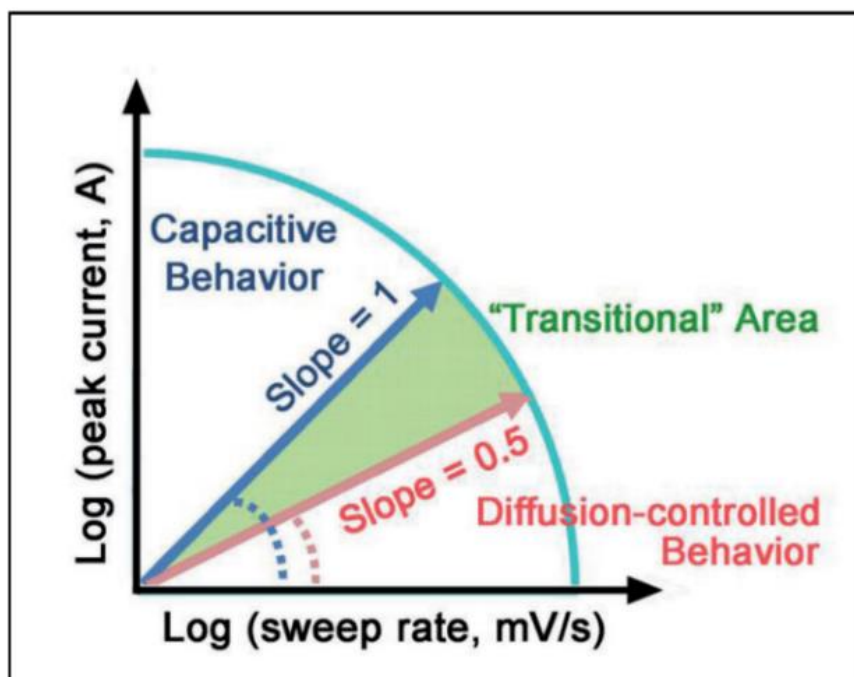 Log (peak current, A)
Capacitive
Behavior
Slope = 1
"Transitional" Area
Slope = 0.5
Diffusion-controlled
Behavior
Log (sweep rate, mV/s)